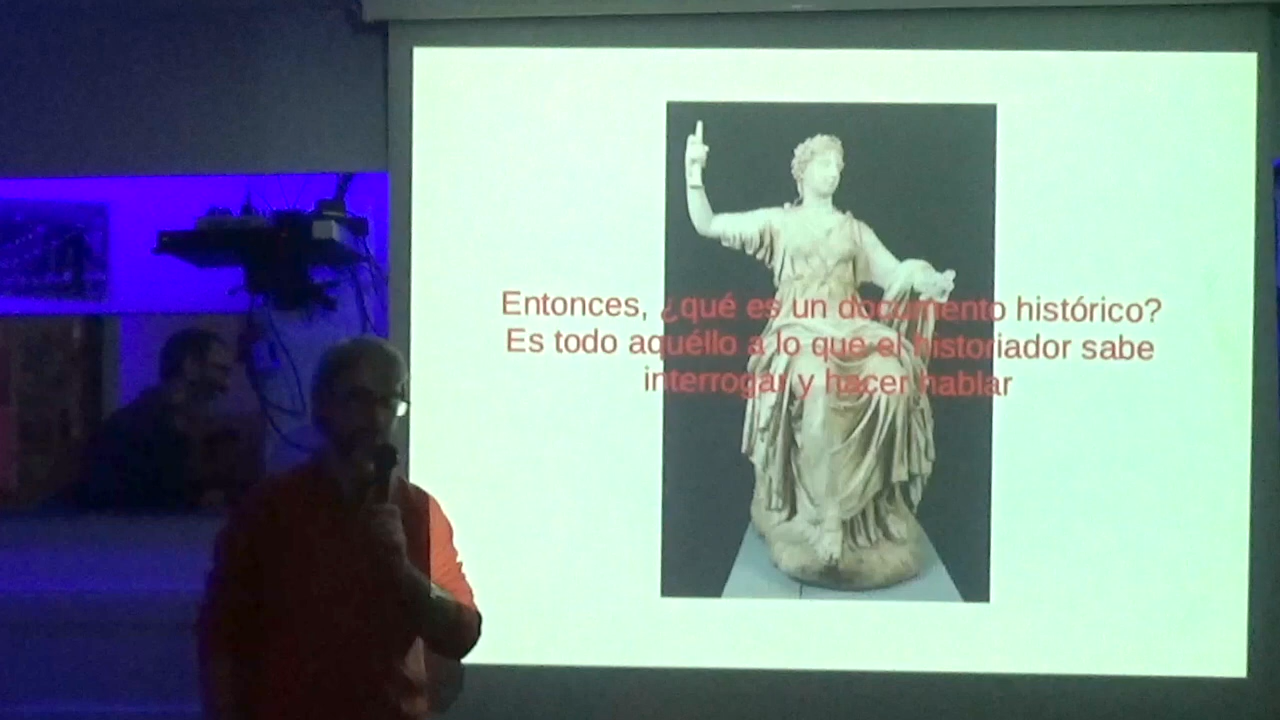 Entonces, ¿qué es un documento histórico?
Es todo aquéllo a lo que el historiador sabe
interrogar y hacer hablar